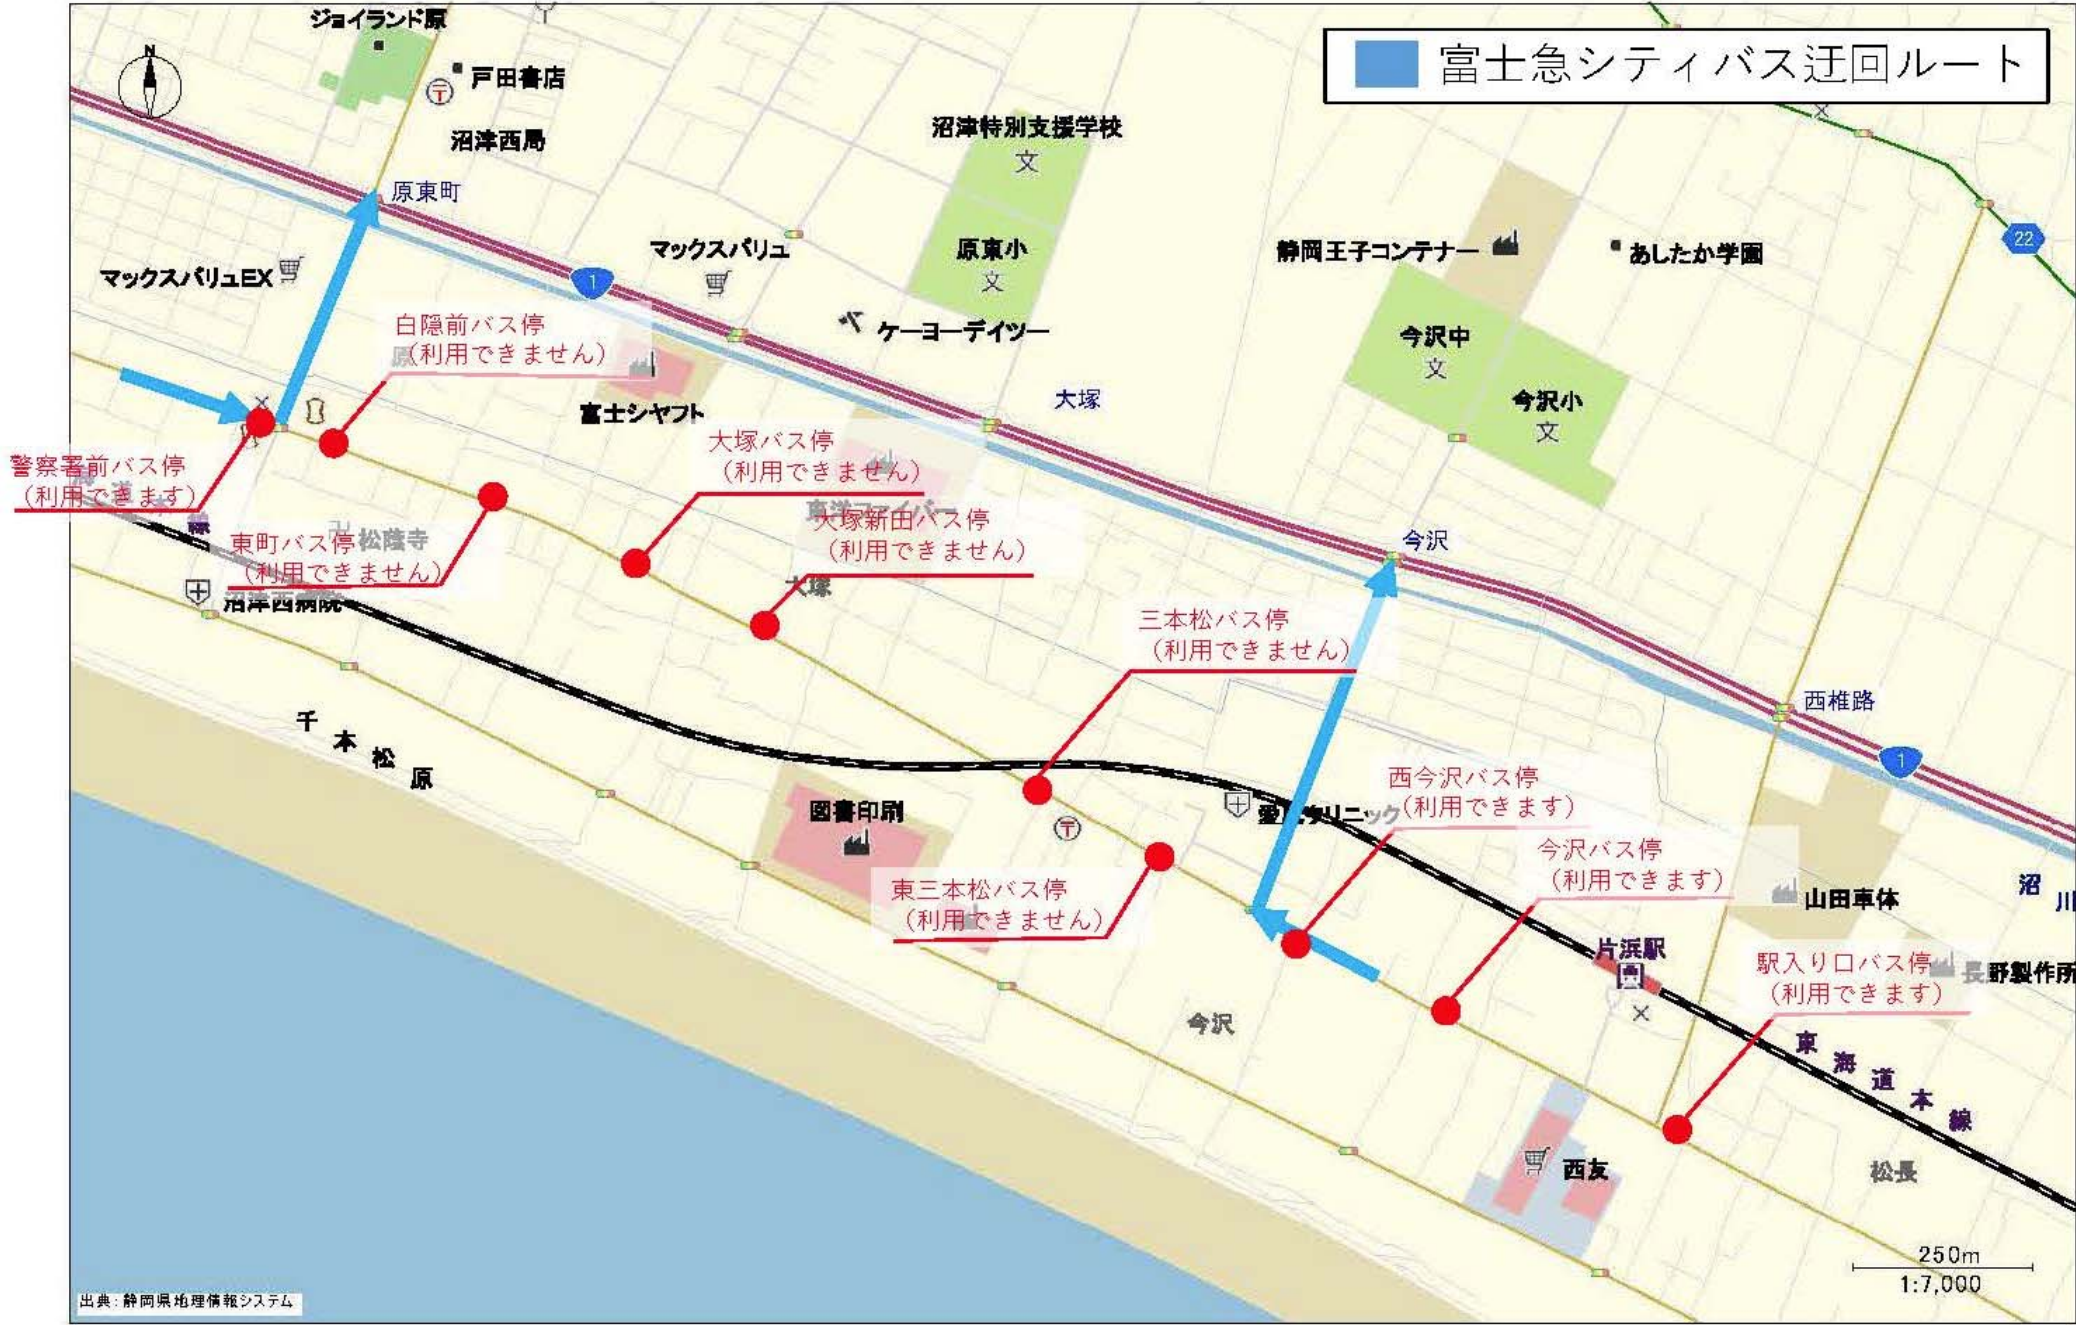 ジョイランド原
戸田書店
沼津西局
富士急シティバス迂回ルート
沼津特別支援学校
文
原東町
22
マックスバリュEX
マックスバリュ
原東小
文
静岡王子コンテナー
あしたか学園
1
ケーヨーデイツー
白隠前バス停
(利用できません)
原
今沢中
文
今沢小
文
富士シャフト
大塚
大塚バス停
(利用できません)
警察署前バス停
(利用できます)
大塚新田バス停
(利用できません)
大塚
東町バス停
(利用できません)
松蔭寺
沼津西病院
今沢
三本松バス停
(利用できません)
西椎路
1
千本松原
図書印刷
西今沢バス停
(利用できます)
今沢バス停
(利用できます)
東三本松バス停
(利用できません)
山田車体
沼川
片浜駅
駅入り口バス停
(利用できます)
長野製作所
今沢
東海道本線
西友
松長
250m
1:7,000
出典:静岡県地理情報システム
N